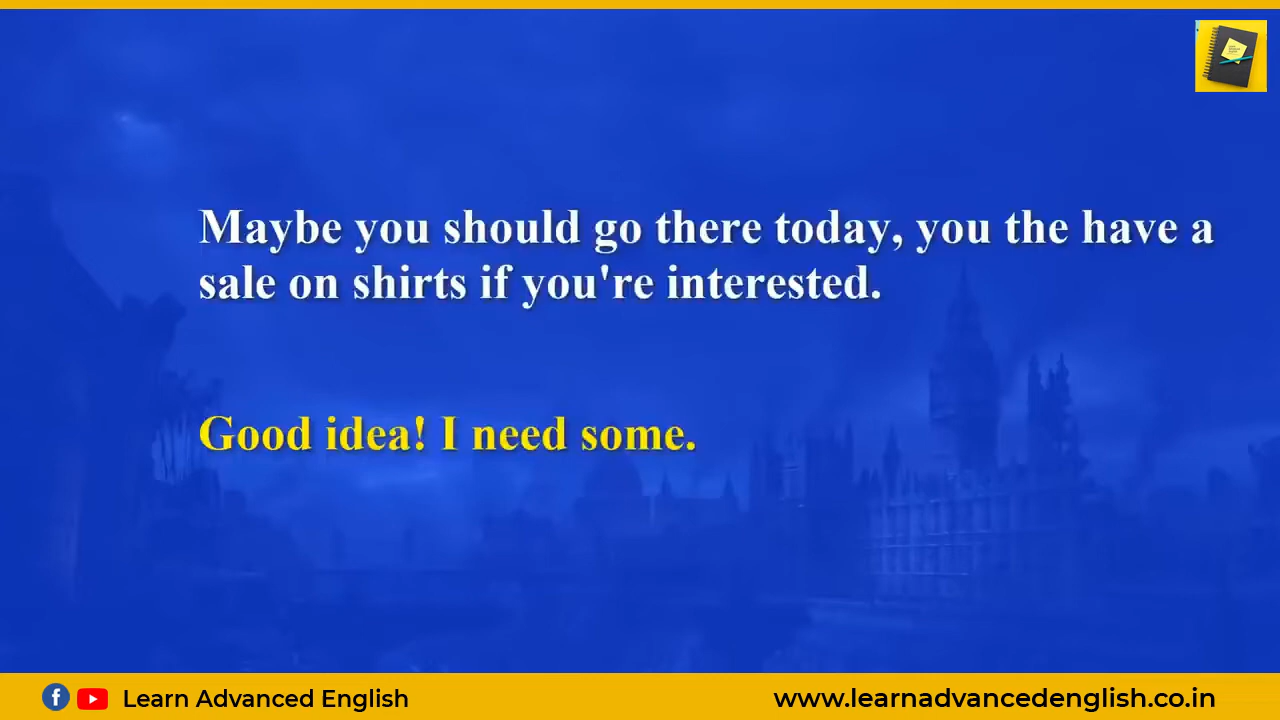 Maybe you should go there today, you the have a
sale on shirts if you're interested.
Good idea! I need some.
Learn Advanced English
www.learnadvancedenglish.co.in